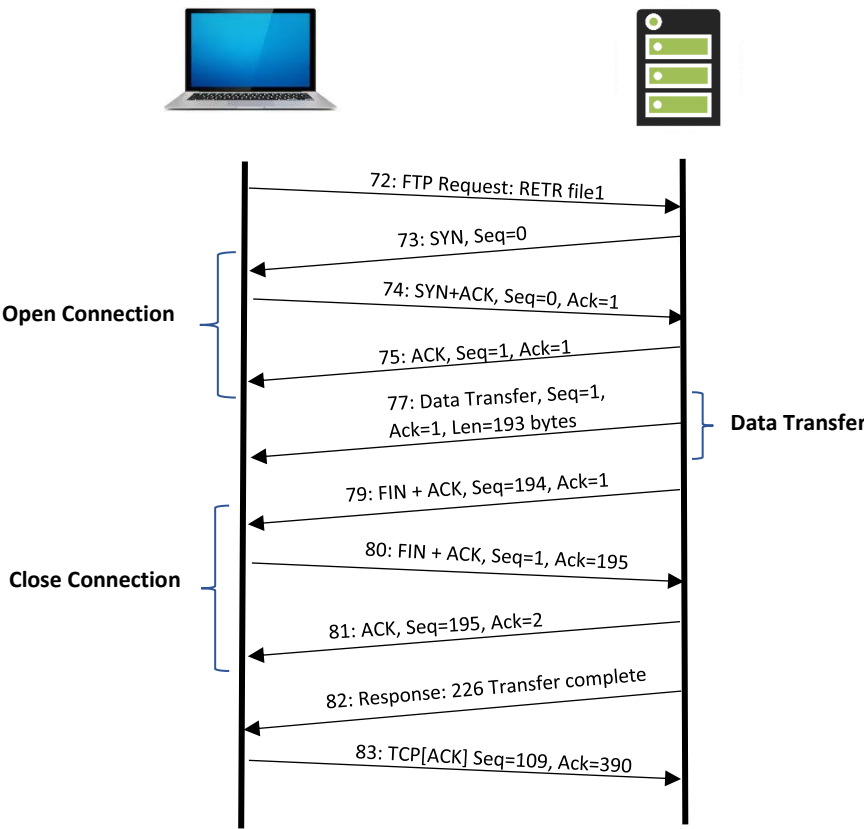 72: FTP Request: RETR file1
73: SYN, Seq=0
74: SYN+ACK, Seq=0, Ack=1
Open Connection
75: ACK, Seq=1, Ack=1
77: Data Transfer, Seq=1,
Ack=1, Len=193 bytes
Data Transfer
79: FIN + ACK, Seq=194, Ack=1
80: FIN + ACK, Seq=1, Ack=195
Close Connection
81: ACK, Seq=195, Ack=2
82: Response: 226 Transfer complete
83: TCP[ACK] Seq=109, Ack=390